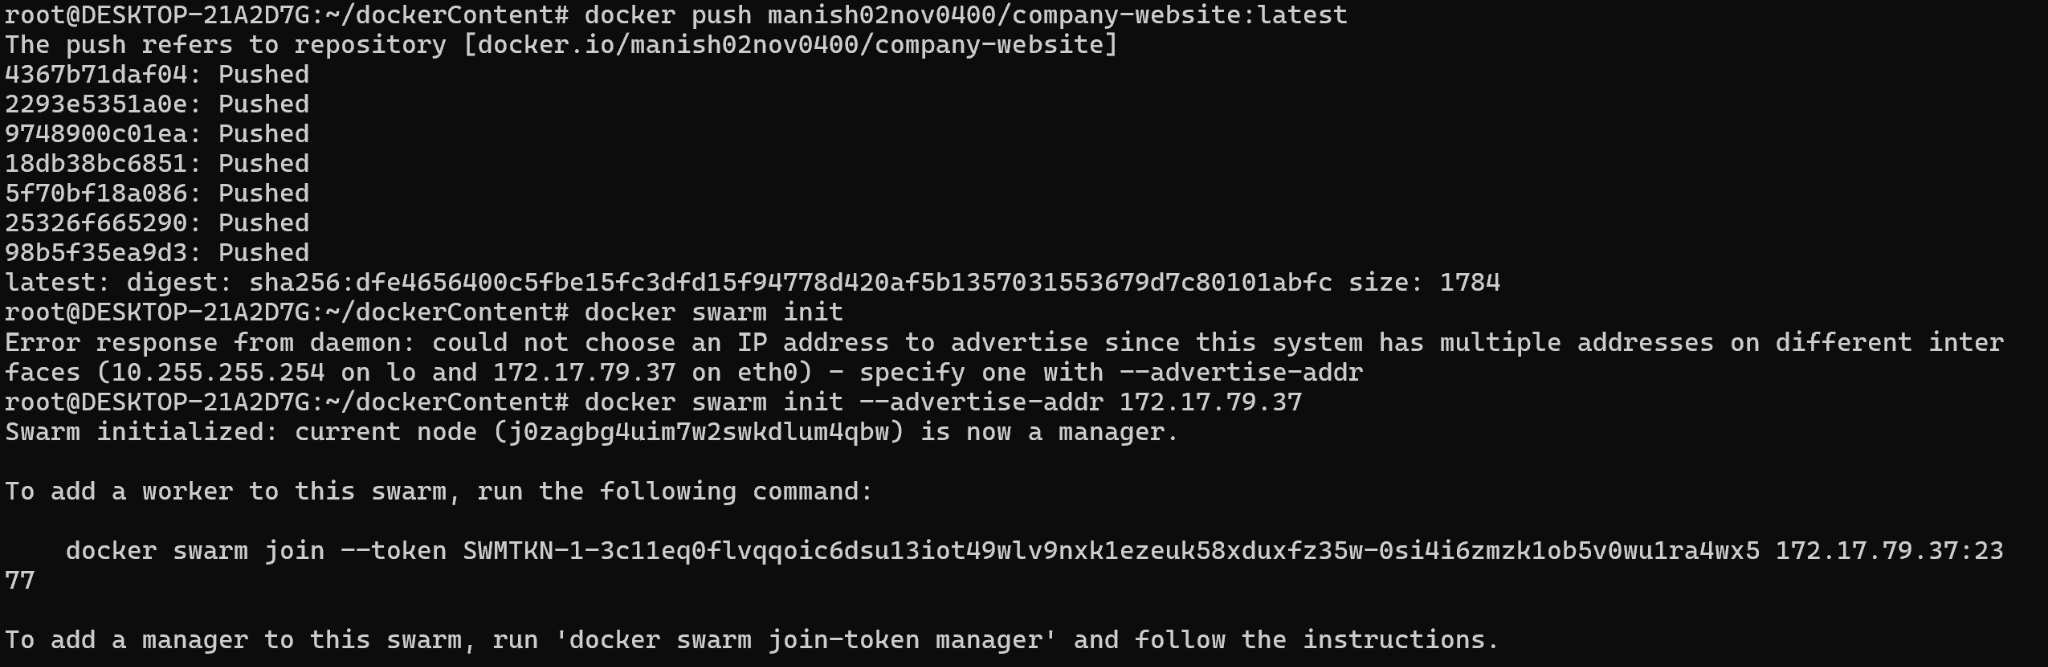 root@DESKTOP-21A2D7G:~/dockerContent# docker push manish02nov0400/company-website:latest
The push refers to repository [docker.io/manish02nov0400/company-website]
4367b71daf04: Pushed
2293e5351a0e: Pushed
9748900c01ea: Pushed
18db38bc6851: Pushed
5f70bf18a086: Pushed
25326f665290: Pushed
98b5f35ea9d3: Pushed
latest: digest: sha256:dfe4656400c5fbe15fc3dfd15f94778d420af5b1357031553679d7c80101abfc size: 1784
root@DESKTOP-21A2D7G:~/dockerContent# docker swarm init
Error response from daemon: could not choose an IP address to advertise since this system has multiple addresses on different inter
faces (10.255.255.254 on lo and 172.17.79.37 on eth0) - specify one with --advertise-addr
root@DESKTOP-21A2D7G:~/dockerContent# docker swarm init --advertise-addr 172.17.79.37
Swarm initialized: current node (j0zagbg4uim7w2swkdlum4qbw) is now a manager.
To add a worker to this swarm, run the following command:
docker swarm join --token SWMTKN-1-3c11eq0flvqqoic6dsu13iot49wlv9nxk1ezeuk58xduxfz35w-0si4i6zmzk1ob5v0wu1ra4wx5 172.17.79.37:23
77
To add a manager to this swarm, run 'docker swarm join-token manager' and follow the instructions.